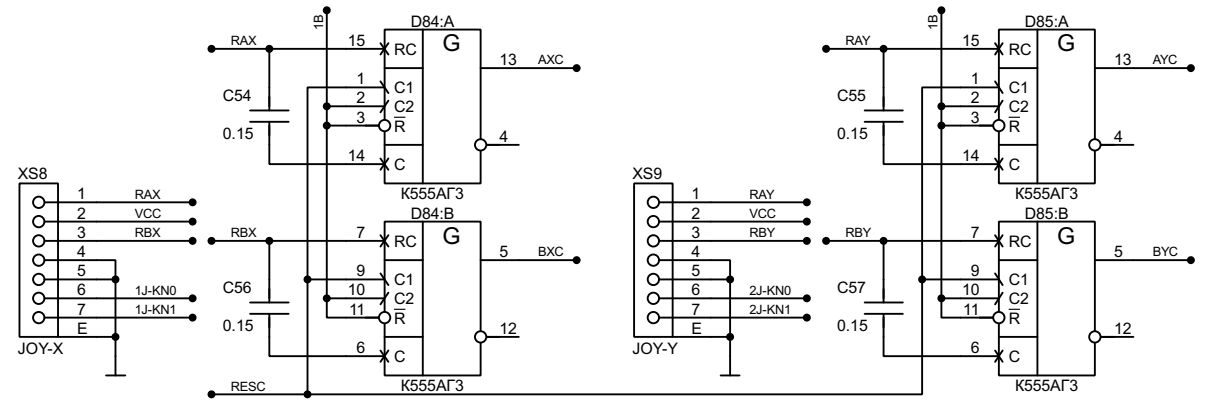 1B
D84:A
RAX
15
RC
G
13
AXC
1
C1
C54
2
C2
0.15
3
R
4
14
C
К555АГ3
XS8
1
RAX
2
VCC
3
RBX
4
5
6
1J-KN0
7
1J-KN1
E
JOY-X
D84:B
RBX
7
RC
G
5
BXC
9
C1
C56
10
C2
0.15
11
R
12
6
C
К555АГ3
RESC
1B
D85:A
RAY
15
RC
G
13
AYC
1
C1
C55
2
C2
0.15
3
R
4
14
C
К555АГ3
XS9
1
RAY
2
VCC
3
RBY
4
5
6
2J-KN0
7
2J-KN1
E
JOY-Y
D85:B
RBY
7
RC
G
5
BYC
9
C1
C57
10
C2
0.15
11
R
12
6
C
К555АГ3